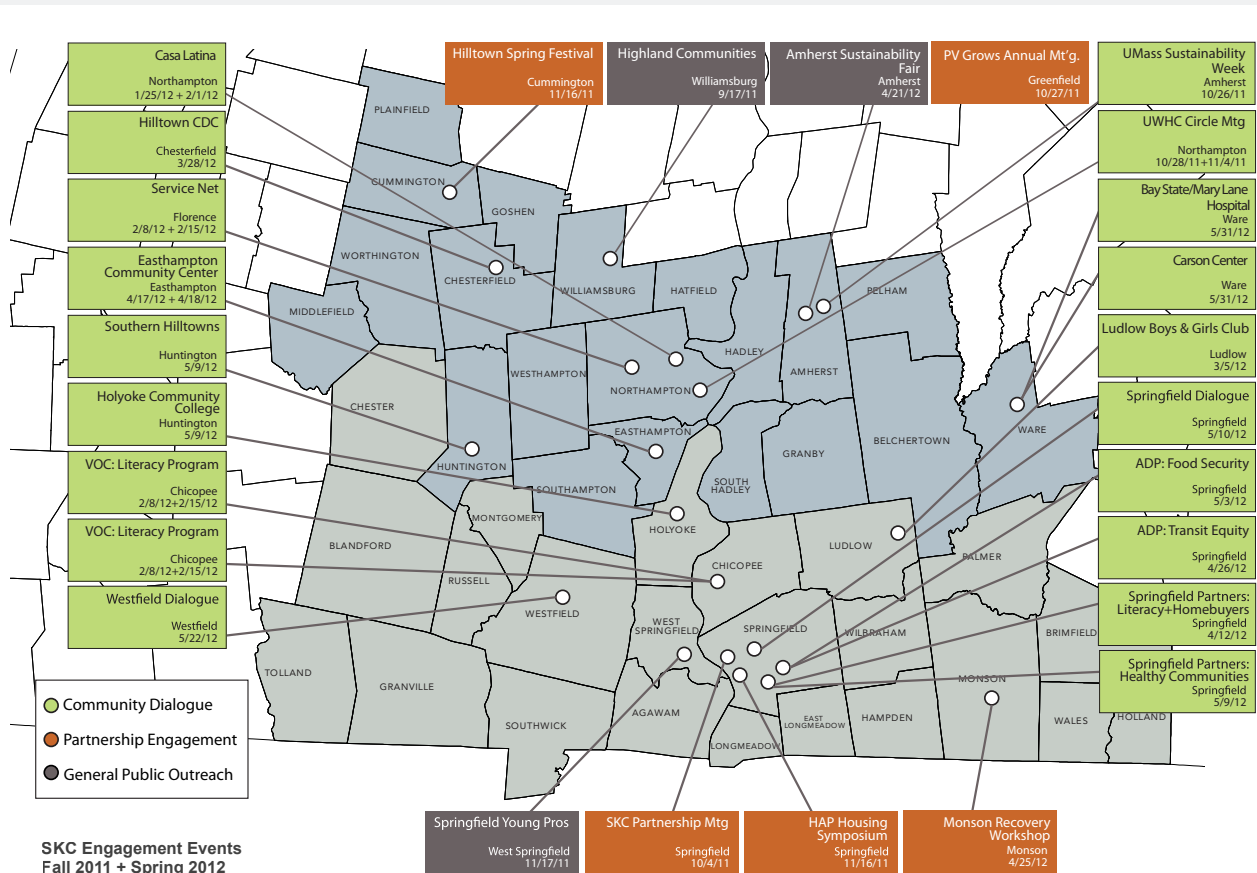 Casa Latina
Northampton
1/25/12 + 2/1/12
Hilltown CDC
Chesterfield
3/28/12
Service Net
Florence
2/8/12 + 2/15/12
Easthampton
Community Center
Easthampton
4/17/12 + 4/18/12
Southern Hilltowns
Huntington
5/9/12
Holyoke Community
College
Huntington
5/9/12
VOC: Literacy Program
Chicopee
2/8/12+2/15/12
VOC: Literacy Program
Chicopee
2/8/12+2/15/12
Westfield Dialogue
Westfield
5/22/12
Hilltown Spring Festival
Cummington
11/16/11
Highland Communities
Williamsburg
9/17/11
Amherst Sustainability
Fair
Amherst
4/21/12
PV Grows Annual Mt'g.
Greenfield
10/27/11
UMass Sustainability
Week
Amherst
10/26/11
UWHC Circle Mtg
Northampton
10/28/11+11/4/11
Bay State/Mary Lane
Hospital
Ware
5/31/12
Carson Center
Ware
5/31/12
Ludlow Boys & Girls Club
Ludlow
3/5/12
Springfield Dialogue
Springfield
5/10/12
ADP: Food Security
Springfield
5/3/12
ADP: Transit Equity
Springfield
4/26/12
Springfield Partners:
Literacy+Homebuyers
Springfield
4/12/12
Springfield Partners:
Healthy Communities
Springfield
5/9/12
PLAINFIELD
CUMMINGTON
GOSHEN
WORTHINGTON
CHESTERFIELD
WILLIAMSBURG
HATFIELD
PELHAM
MIDDLEFIELD
HADLEY
AMHERST
WESTHAMPTON
NORTHAMPTON
CHESTER
EASTHAMPTON
WARE
BELCHERTOWN
GRANBY
HUNTINGTON
SOUTHAMPTON
SOUTH
HADLEY
MONTGOMERY
HOLYOKE
BLANDFORD
LUDLOW
PALMER
CHICOPEE
RUSSELL
WESTFIELD
WEST
SPRINGFIELD
SPRINGFIELD
WILBRAHAM
BRIMFIELD
TOLLAND
GRANVILLE
MONSON
SOUTHWICK
AGAWAM
EAST
LONGMEADOW
HAMPDEN
WALES
HOLLAND
LONGMEADOW
Community Dialogue
Partnership Engagement
General Public Outreach
Springfield Young Pros
West Springfield
11/17/11
SKC Partnership Mtg
Springfield
10/4/11
HAP Housing
Symposium
Springfield
11/16/11
Monson Recovery
Workshop
Monson
4/25/12
SKC Engagement Events
Fall 2011 + Spring 2012